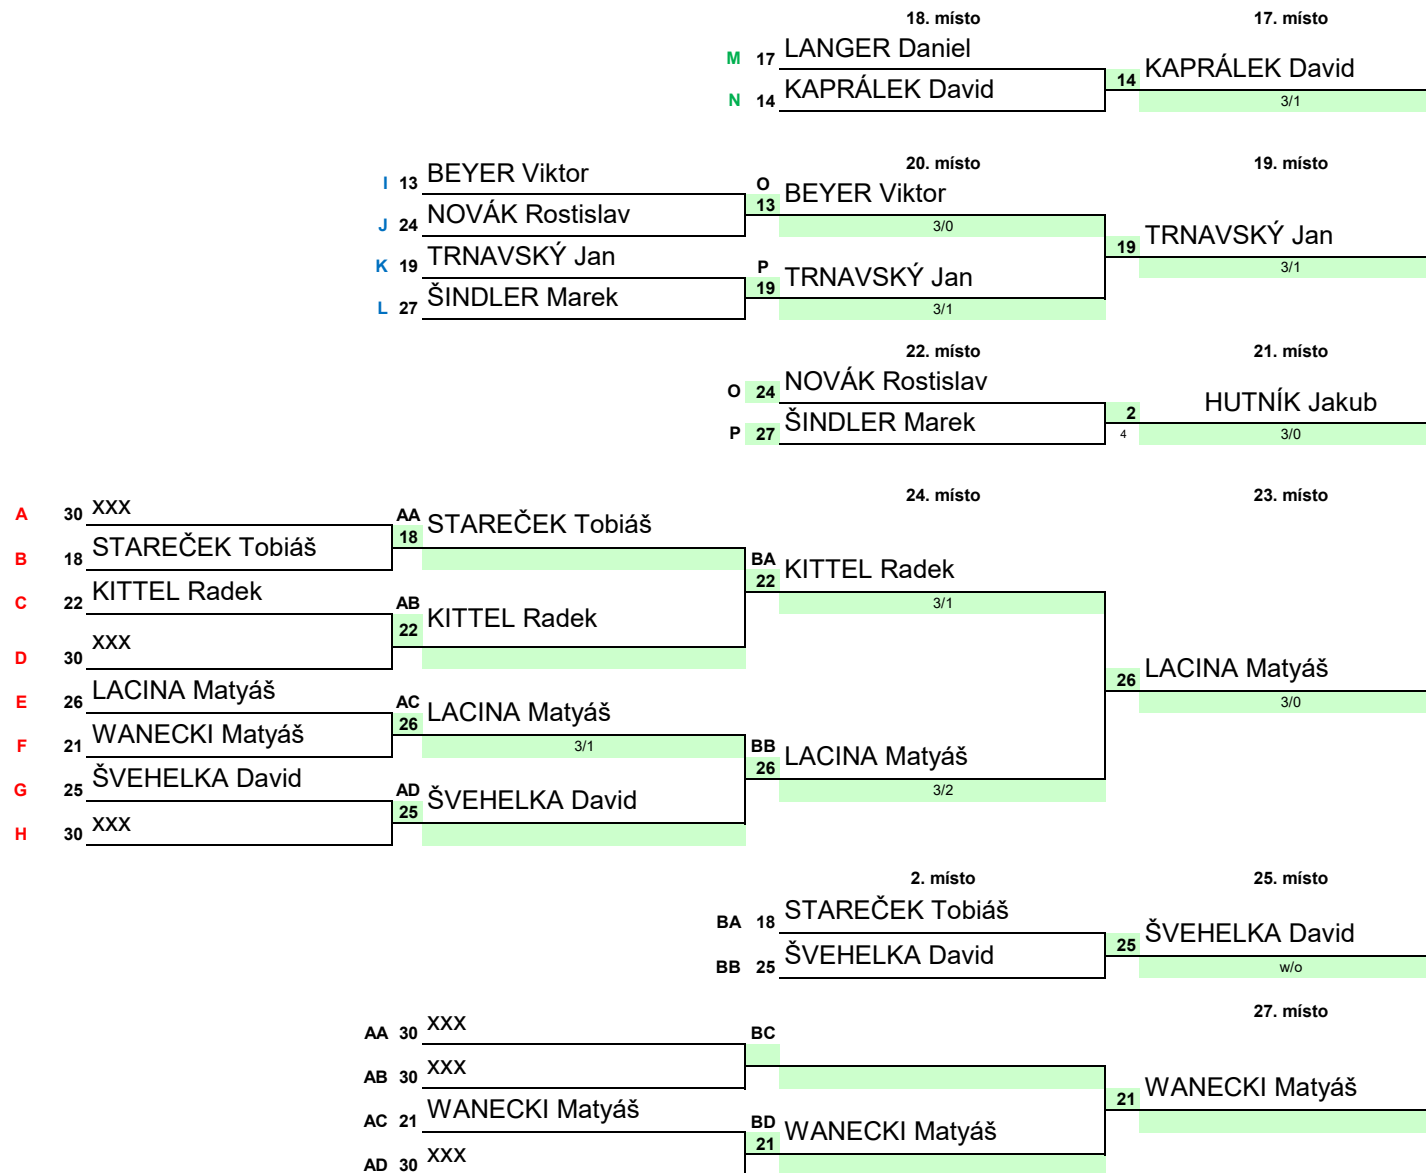 18. místo 17. místo
M 17 LANGER Daniel
14 KAPRÁLEK David
N 14 KAPRÁLEK David
3/1
20. místo 19. místo
I 13 BEYER Viktor O
13 BEYER Viktor
J 24 NOVÁK Rostislav 3/0
19 TRNAVSKÝ Jan
K 19 TRNAVSKÝ Jan P 3/1
19 TRNAVSKÝ Jan
L 27 ŠINDLER Marek 3/1
22. místo 21. místo
O 24 NOVÁK Rostislav
2 HUTNÍK Jakub
P 27 ŠINDLER Marek 4 3/0
24. místo 23. místo
A 30 xxx AA
18 STAREČEK Tobiáš
B 18 STAREČEK Tobiáš BA
22 KITTEL Radek
C 22 KITTEL Radek AB 3/1
22 KITTEL Radek
D 30 xxx
26 LACINA Matyáš
E 26 LACINA Matyáš AC 3/0
26 LACINA Matyáš
F 21 WANECKI Matyáš 3/1 BB
26 LACINA Matyáš
G 25 ŠVEHELKA David AD 3/2
25 ŠVEHELKA David
H 30 xxx
2. místo 25. místo
BA 18 STAREČEK Tobiáš
25 ŠVEHELKA David
BB 25 ŠVEHELKA David w/o
27. místo
AA 30 xxx BC
AB 30 xxx
21 WANECKI Matyáš
AC 21 WANECKI Matyáš BD
21 WANECKI Matyáš
AD 30 xxx